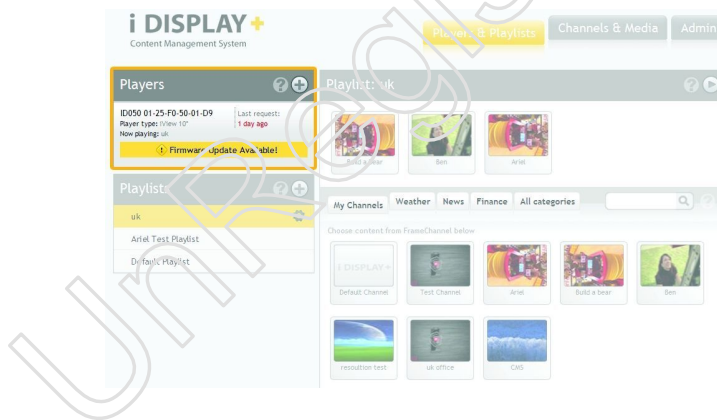 i DISPLAY+
Content Management System
Players & Playlists
Channels & Media
Admin
Players
ID050 01-25-F0-50-01-D9
Last request:
Player type: iView 10"
1 day ago
Now playing: uk
Firmware Update Available!
Playlist: uk
Build a bear
Ben
Ariel
Playlists
uk
Ariel Test Playlist
Default Playlist
My Channels
Weather
News
Finance
All categories
Choose content from FrameChannel below
i DISPLAY+
Default Channel
Test Channel
Ariel
Build a bear
Ben
resolution test
uk office
CMS
UnRegis